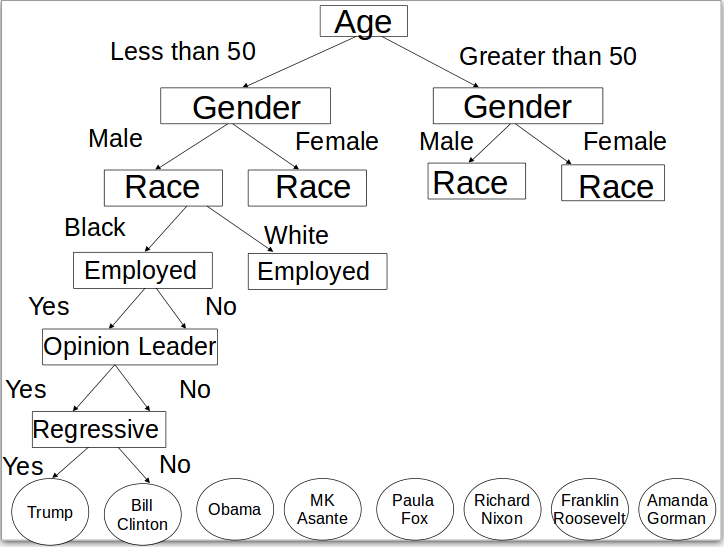 Age
Less than 50
Greater than 50
Gender
Gender
Male
Female
Male
Female
Race
Race
Race
Race
Black
White
Employed
Employed
Yes
No
Opinion Leader
Yes
No
Regressive
Yes
No
Trump
Bill
Clinton
Obama
MK
Asante
Paula
Fox
Richard
Nixon
Franklin
Roosevelt
Amanda
Gorman